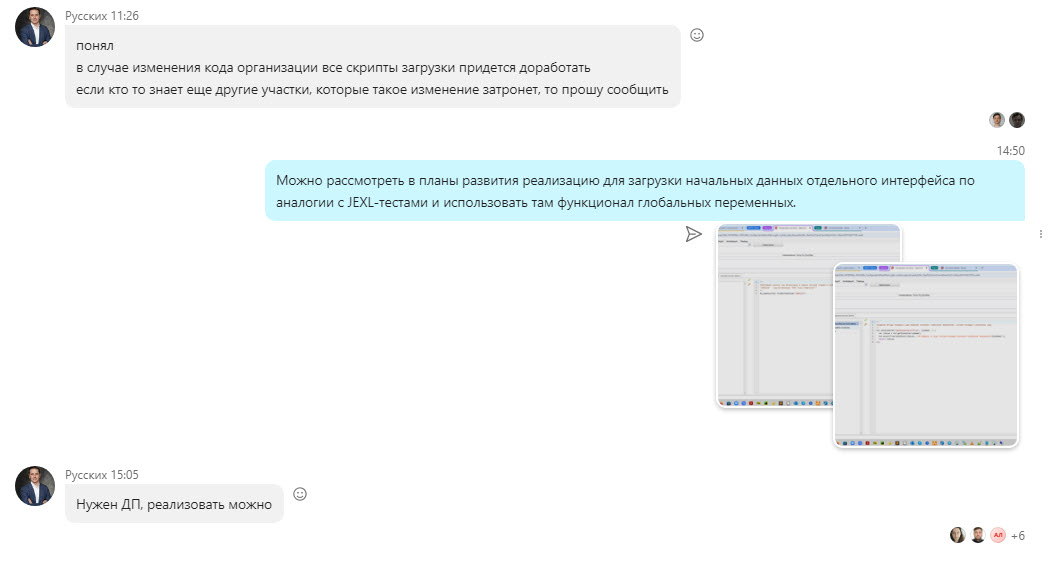 Русских 11:26
понял
в случае изменения кода организации все скрипты загрузки придется доработать
если кто то знает еще другие участки, которые такое изменение затронет, то прошу сообщить
14:50
Можно рассмотреть в планы развития реализацию для загрузки начальных данных отдельного интерфейса по
аналогии с JEXL-тестами и использовать там функционал глобальных переменных.
Русских 15:05
Нужен ДП, реализовать можно
АЛ
+6